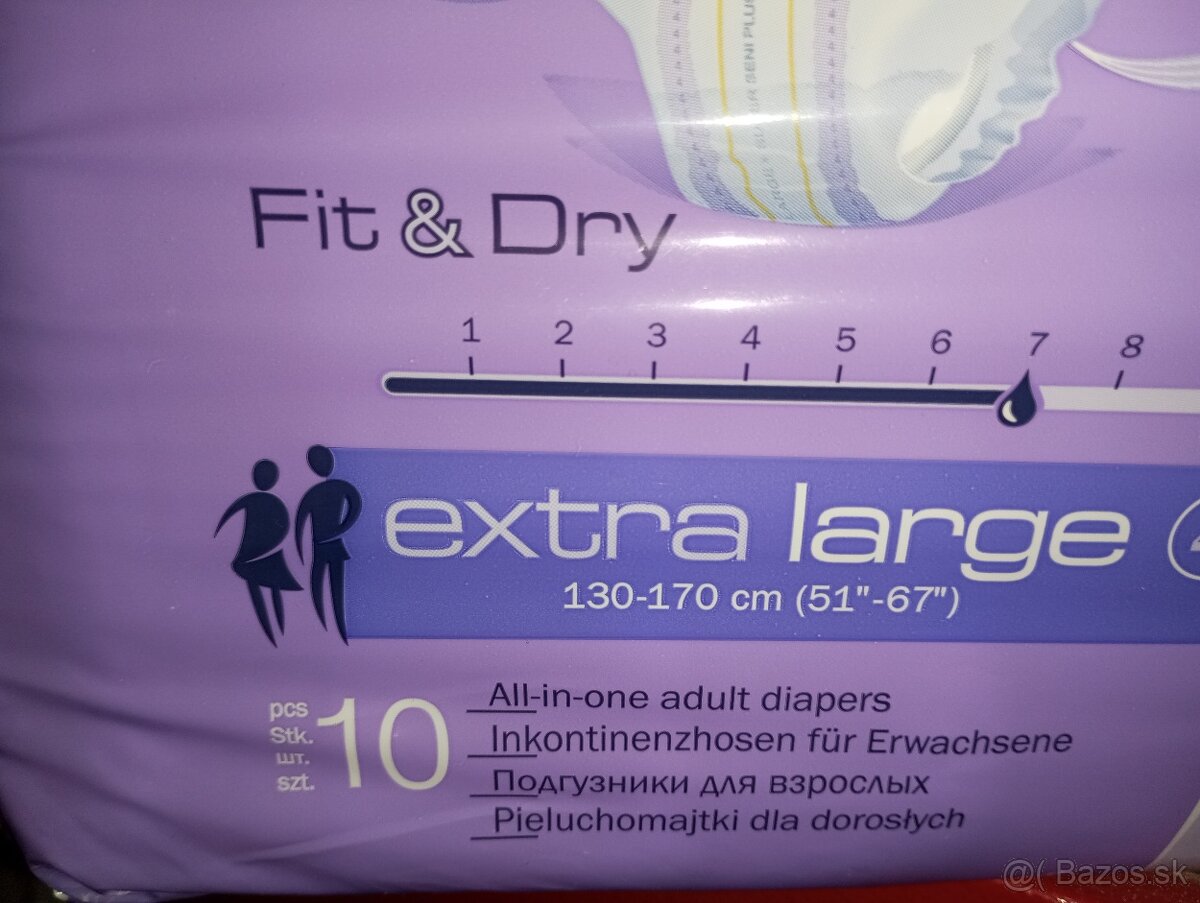 SENI PLUS
Fit & Dry
1 2 3 4 5 6 7 8
extra large
130-170 cm (51"-67")
pcs
Stk.
шт.
szt.
10
All-in-one adult diapers
Inkontinenzhosen für Erwachsene
Подгузники для взрослых
Pieluchomajtki dla dorosłych
@( Bazos.sk